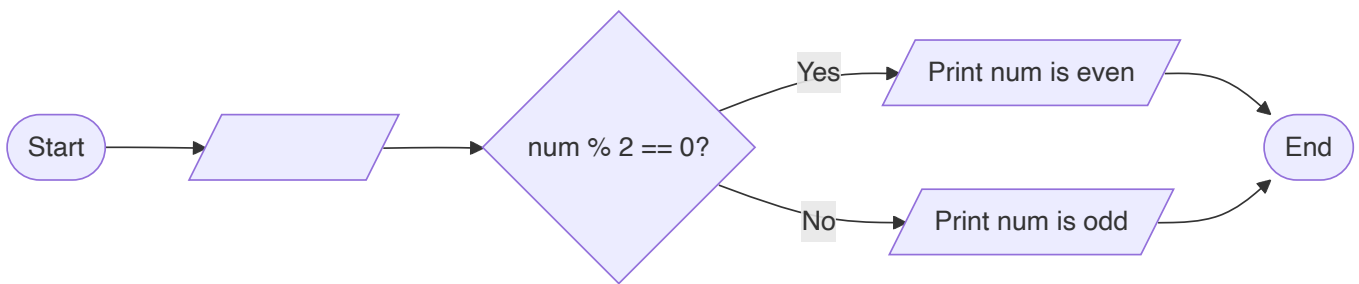 Start
num % 2 == 0?
Yes
Print num is even
No
Print num is odd
End